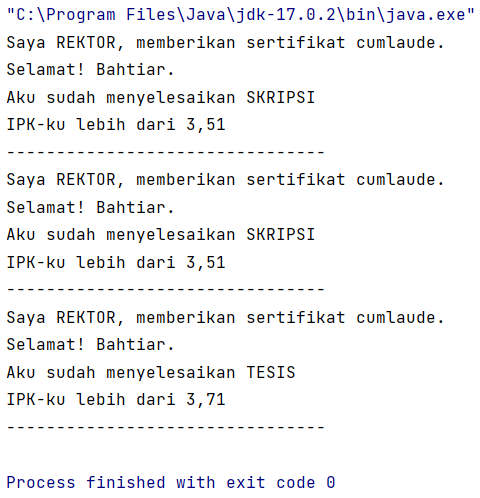 "C:\Program Files\Java\jdk-17.0.2\bin\java.exe"
Saya REKTOR, memberikan sertifikat cumlaude.
Selamat! Bahtiar.
Aku sudah menyelesaikan SKRIPSI
IPK-ku lebih dari 3,51
--------------------------------
Saya REKTOR, memberikan sertifikat cumlaude.
Selamat! Bahtiar.
Aku sudah menyelesaikan SKRIPSI
IPK-ku lebih dari 3,51
--------------------------------
Saya REKTOR, memberikan sertifikat cumlaude.
Selamat! Bahtiar.
Aku sudah menyelesaikan TESIS
IPK-ku lebih dari 3,71
--------------------------------
Process finished with exit code 0